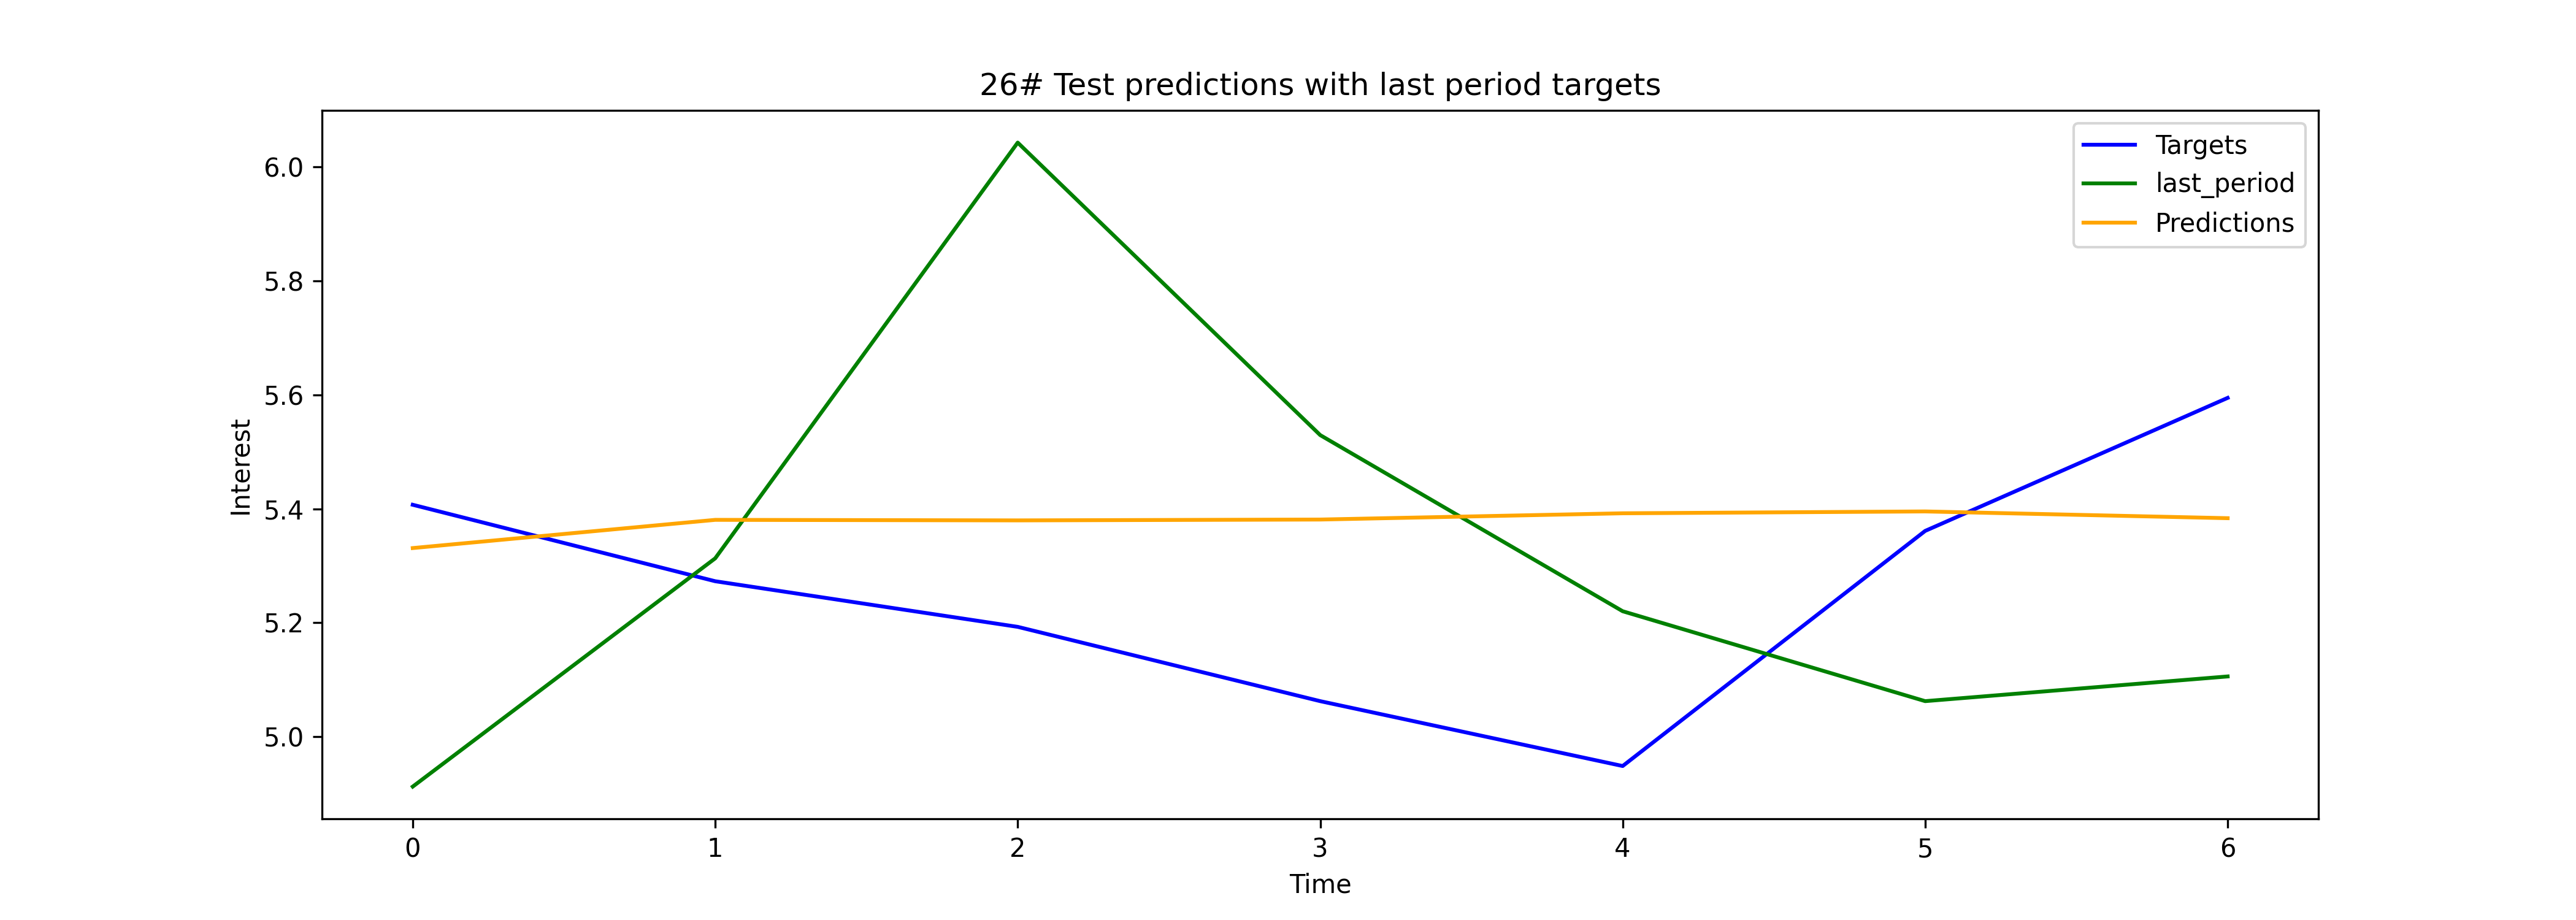 26# Test predictions with last period targets
Targets
last_period
Predictions
6.0
5.8
5.6
5.4
5.2
5.0
Interest
0 1 2 3 4 5 6
Time